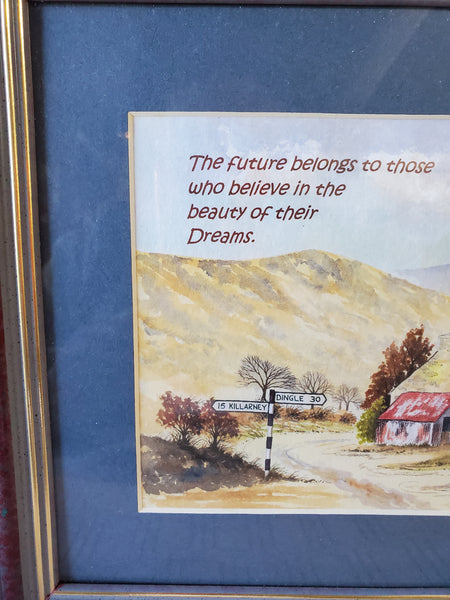 The future belongs to those
who believe in the
beauty of their
Dreams.
DINGLE 30
15 KILLARNEY